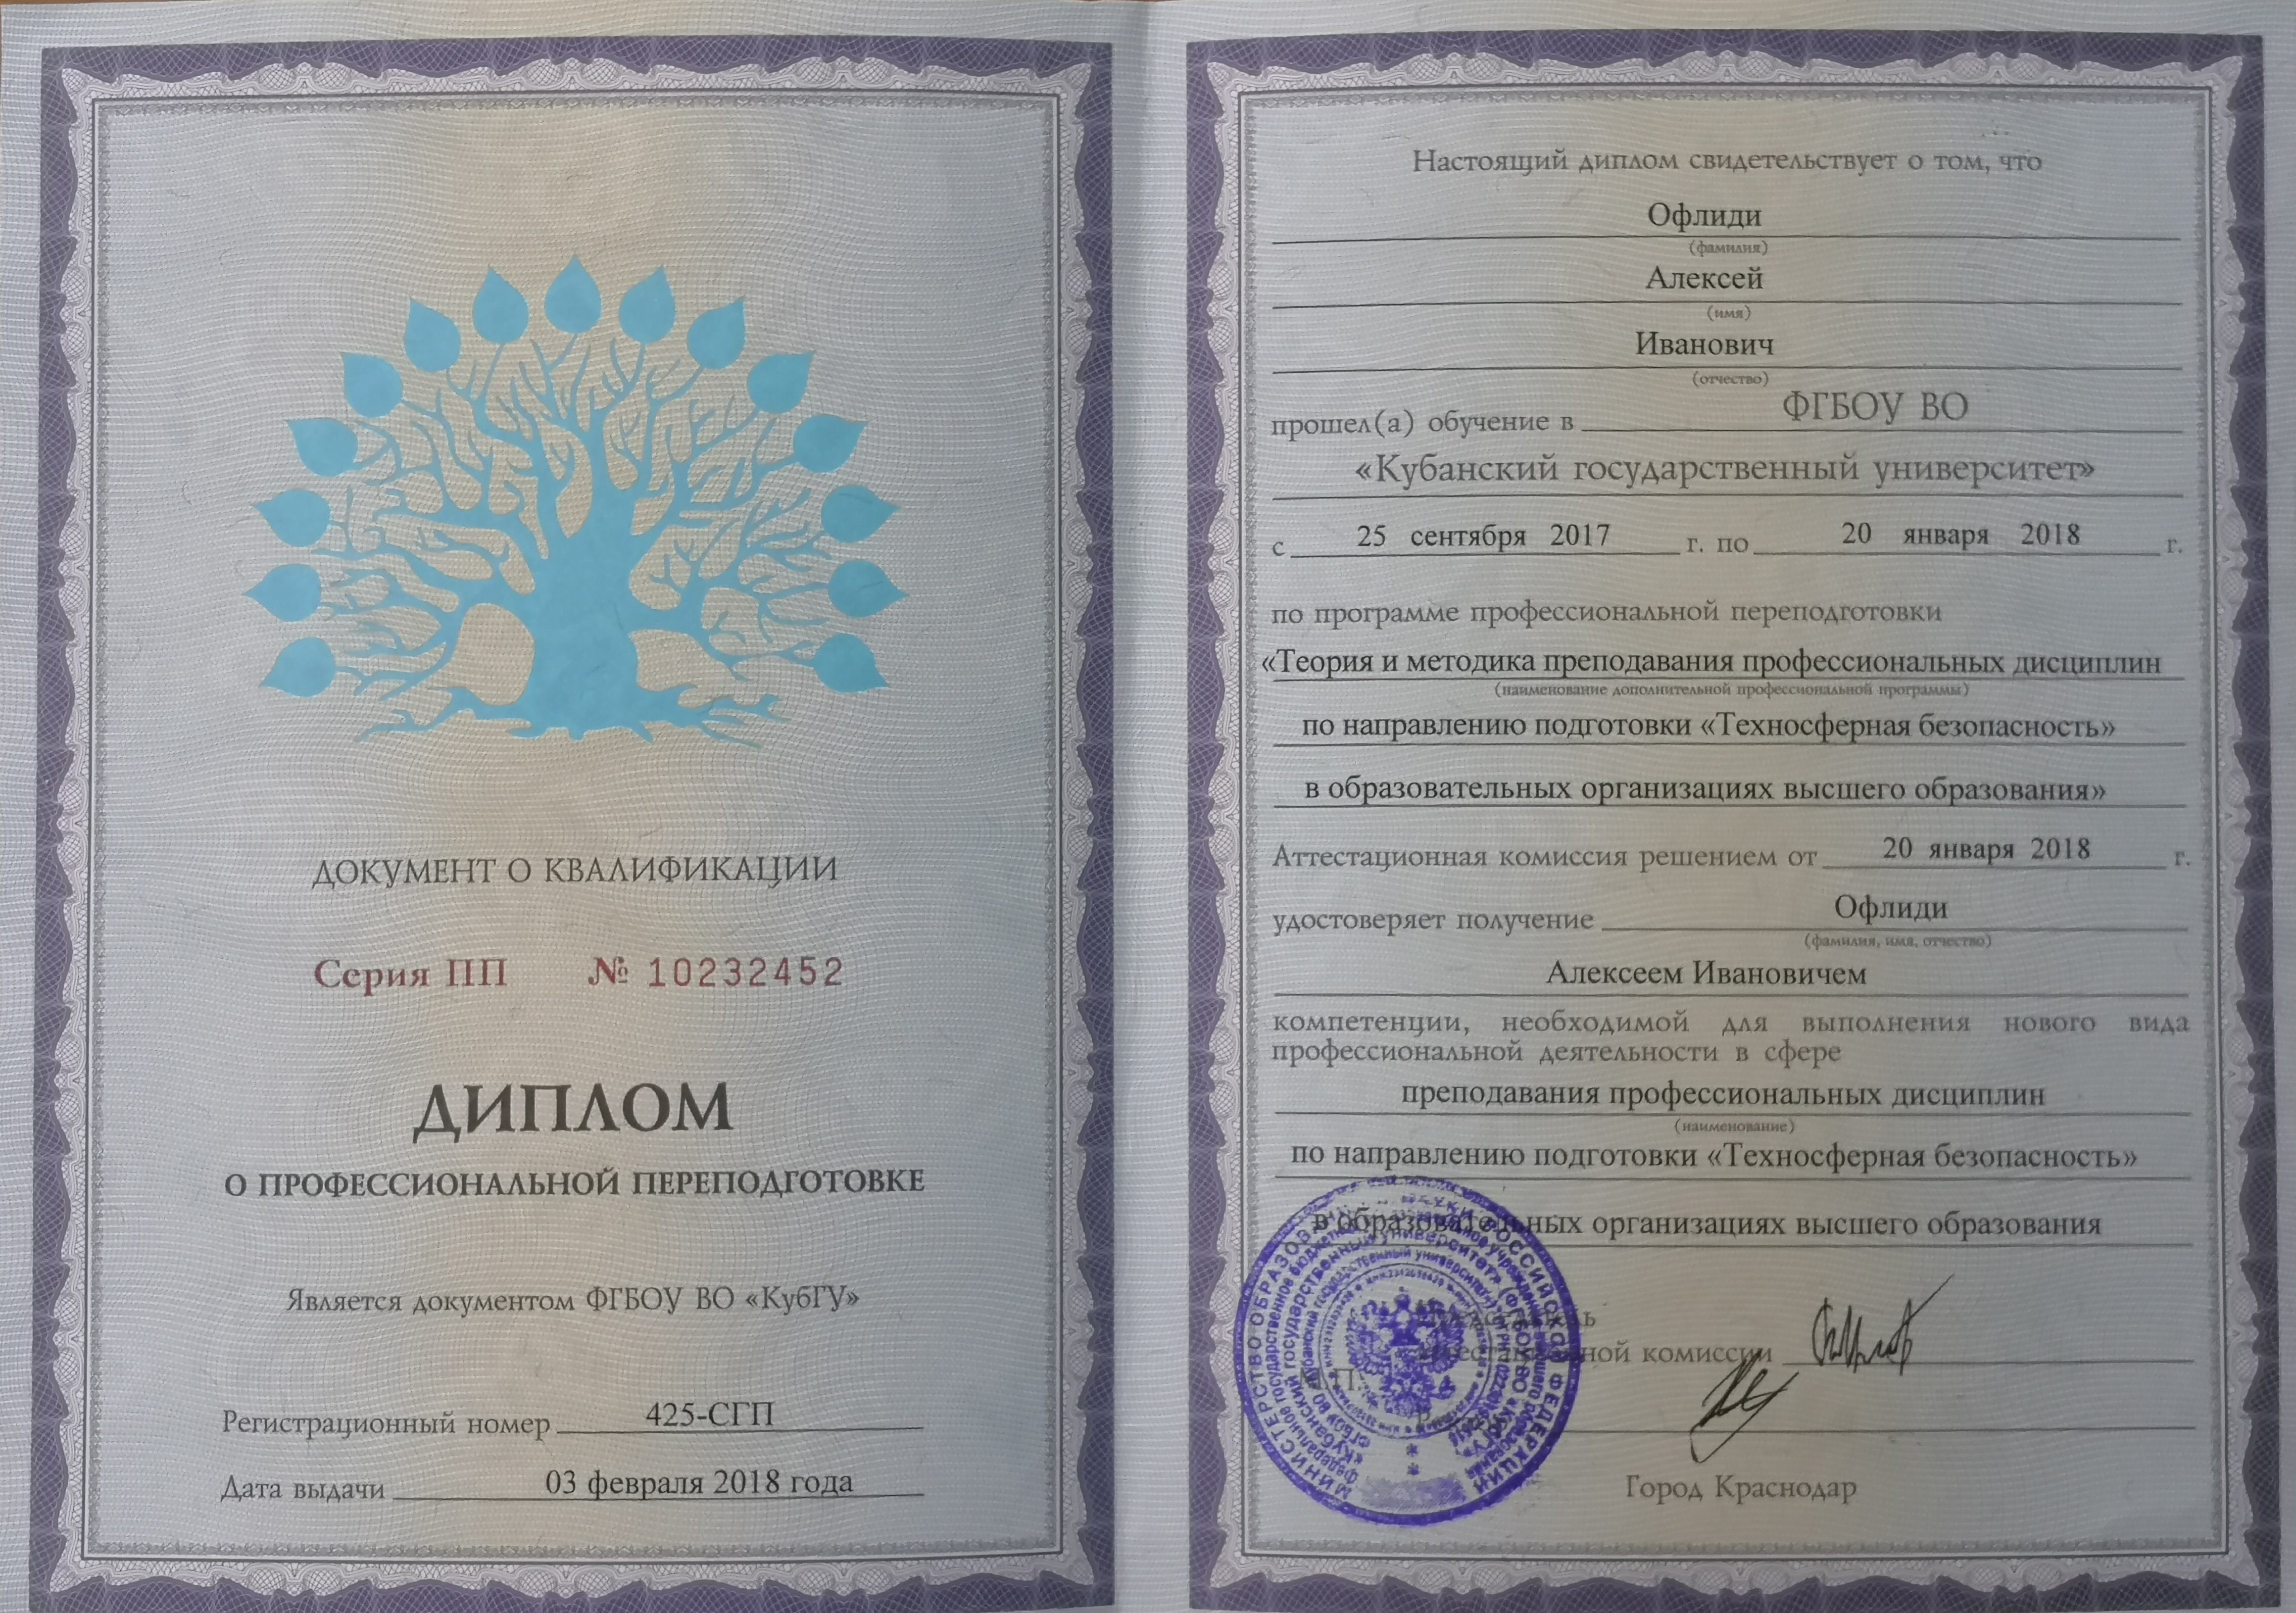 ДОКУМЕНТ О КВАЛИФИКАЦИИ
Серия ПП № 10232452
ДИПЛОМ
О ПРОФЕССИОНАЛЬНОЙ ПЕРЕПОДГОТОВКЕ
Является документом ФГБОУ ВО «КубГУ»
Регистрационный номер 425-СГП
Дата выдачи 03 февраля 2018 года
Настоящий диплом свидетельствует о том, что
Офлиди
(фамилия)
Алексей
(имя)
Иванович
(отчество)
прошел(а) обучение в ФГБОУ ВО
«Кубанский государственный университет»
с 25 сентября 2017 г. по 20 января 2018 г.
по программе профессиональной переподготовки
«Теория и методика преподавания профессиональных дисциплин
(наименование дополнительной профессиональной программы)
по направлению подготовки «Техносферная безопасность»
в образовательных организациях высшего образования»
Аттестационная комиссия решением от 20 января 2018 г.
удостоверяет получение Офлиди
(фамилия, имя, отчество)
Алексеем Ивановичем
компетенции, необходимой для выполнения нового вида
профессиональной деятельности в сфере
преподавания профессиональных дисциплин
(наименование)
по направлению подготовки «Техносферная безопасность»
в образовательных организациях высшего образования
комиссии
М.П.
Город Краснодар
РОССИЙСКОЙ ФЕДЕРАЦИИ